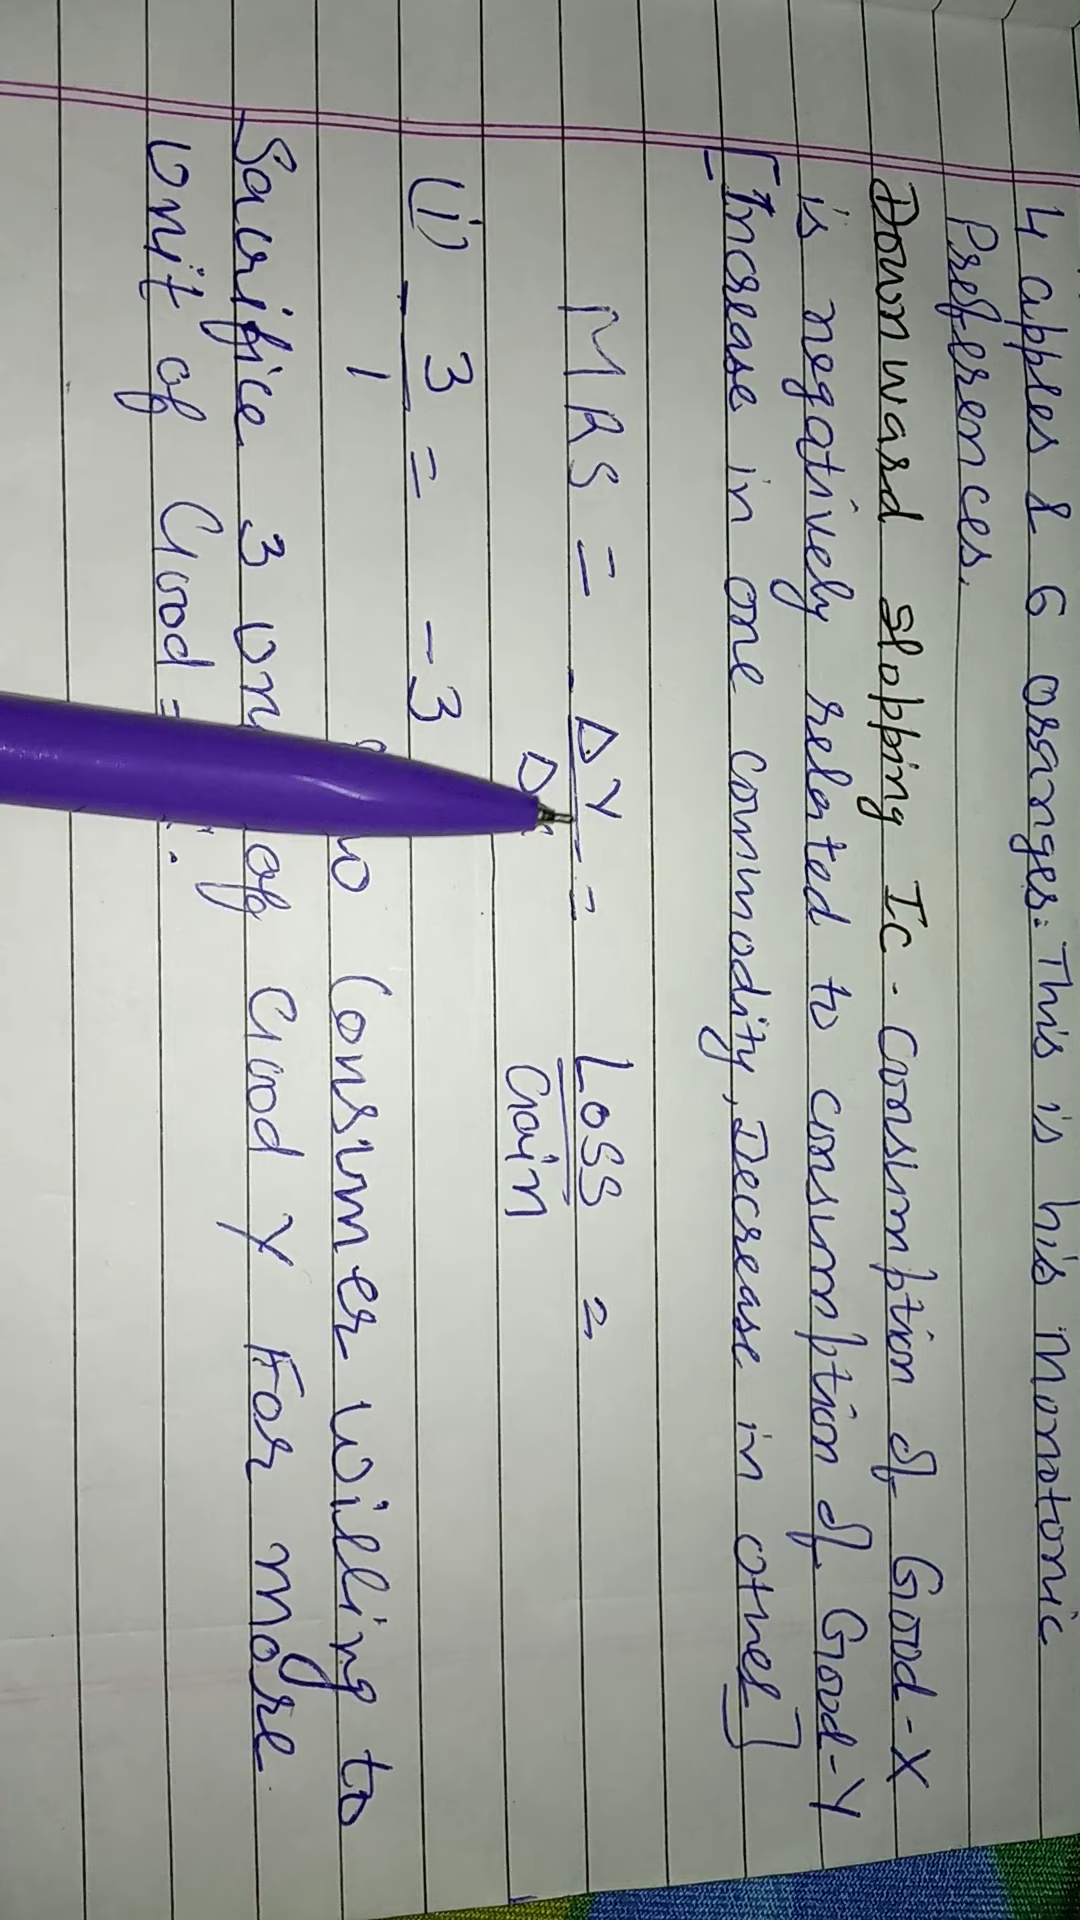 4 apples & 6 oranges. This is his monotonic
Preferences.
Downward Slopping Ic - Consumption of Good-X
is negatively related to consumption of Good-Y
[Increase in one commodity, Decrease in other]
MRS = - ΔY/Δ = Loss/Gain =
(i) - 3/1 = -3 Consumer willing to
Sacrifice 3 of Good Y For more
Unit of Good